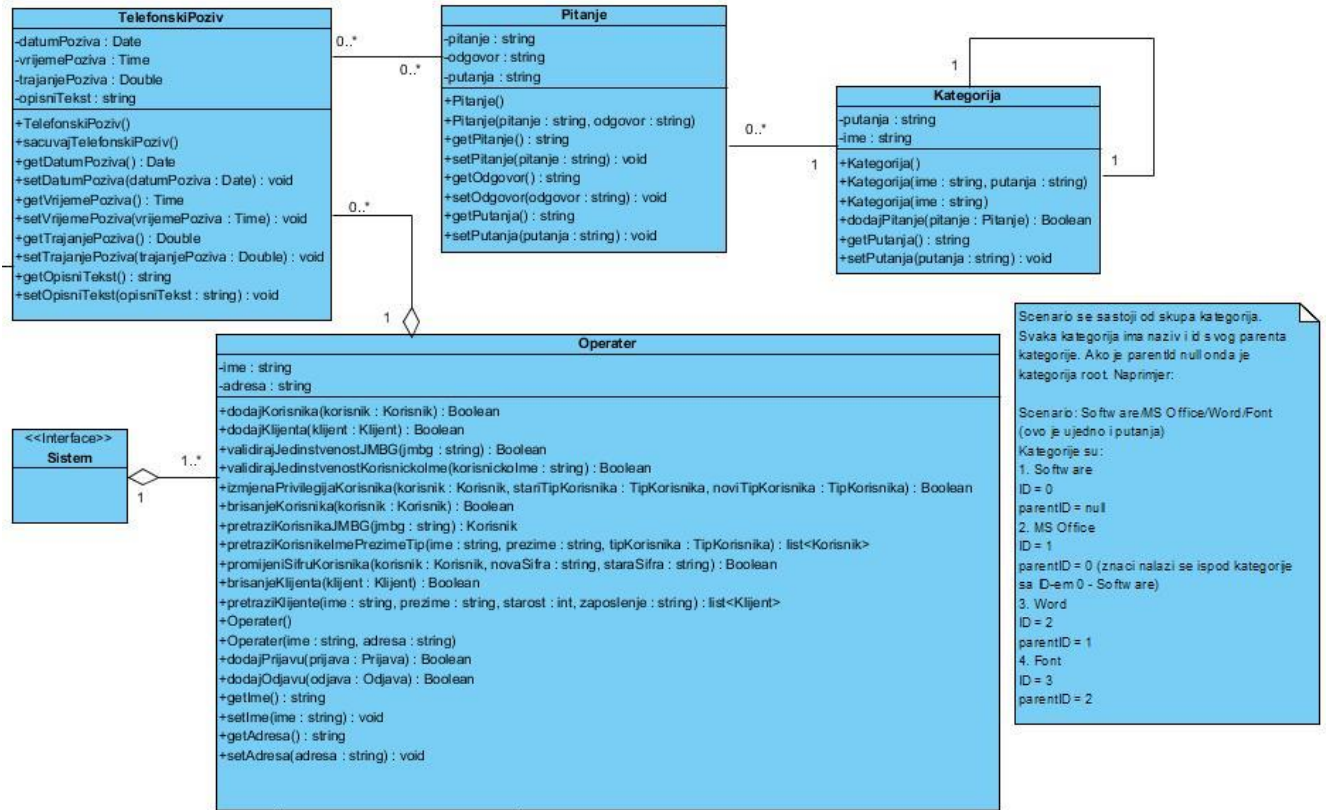 TelefonskiPoziv
-datumPoziva : Date
-vrijemePoziva : Time
-trajanjePoziva : Double
-opisniTekst : string
+TelefonskiPoziv()
+sacuvajTelefonskiPoziv()
+getDatumPoziva() : Date
+setDatumPoziva(datumPoziva : Date) : void
+getVrijemePoziva() : Time
+setVrijemePoziva(vrijemePoziva : Time) : void
+getTrajanjePoziva() : Double
+setTrajanjePoziva(trajanjePoziva : Double) : void
+getOpisniTekst() : string
+setOpisniTekst(opisniTekst : string) : void
0..*
0..*
Pitanje
-pitanje : string
-odgovor : string
-putanja : string
+Pitanje()
+Pitanje(pitanje : string, odgovor : string)
+getPitanje() : string
+setPitanje(pitanje : string) : void
+getOdgovor() : string
+setOdgovor(odgovor : string) : void
+getPutanja() : string
+setPutanja(putanja : string) : void
0..*
1
1
Kategorija
-putanja : string
-ime : string
+Kategorija()
+Kategorija(ime : string, putanja : string)
+Kategorija(ime : string)
+dodajPitanje(pitanje : Pitanje) : Boolean
+getPutanja() : string
+setPutanja(putanja : string) : void
1
0..*
1
<<Interface>>
Sistem
1..*
1
Operater
-ime : string
-adresa : string
+dodajKorisnika(korisnik : Korisnik) : Boolean
+dodajKlijenta(klijent : Klijent) : Boolean
+validirajJedinstvenostJMBG(jmbg : string) : Boolean
+validirajJedinstvenostKorisnickoIme(korisnickoIme : string) : Boolean
+izmjenaPrivilegijaKorisnika(korisnik : Korisnik, stariTipKorisnika : TipKorisnika, noviTipKorisnika : TipKorisnika) : Boolean
+brisanjeKorisnika(korisnik : Korisnik) : Boolean
+pretraziKorisnikaJMBG(jmbg : string) : Korisnik
+pretraziKorisnikeImePrezimeTip(ime : string, prezime : string, tipKorisnika : TipKorisnika) : list<Korisnik>
+promijeniSifruKorisnika(korisnik : Korisnik, novaSifra : string, staraSifra : string) : Boolean
+brisanjeKlijenta(klijent : Klijent) : Boolean
+pretraziKlijente(ime : string, prezime : string, starost : int, zaposlenje : string) : list<Klijent>
+Operater()
+Operater(ime : string, adresa : string)
+dodajPrijavu(prijava : Prijava) : Boolean
+dodajOdjavu(odjava : Odjava) : Boolean
+getIme() : string
+setIme(ime : string) : void
+getAdresa() : string
+setAdresa(adresa : string) : void
Scenario se sastoji od skupa kategorija.
Svaka kategorija ima naziv i id svog parenta
kategorije. Ako je parentId null onda je
kategorija root. Naprimjer:
Scenario: Software/MS Office/Word/Font
(ovo je ujedno i putanja)
Kategorije su:
1. Software
ID = 0
parentID = null
2. MS Office
ID = 1
parentID = 0 (znaci nalazi se ispod kategorije
sa ID-em 0 - Software)
3. Word
ID = 2
parentID = 1
4. Font
ID = 3
parentID = 2